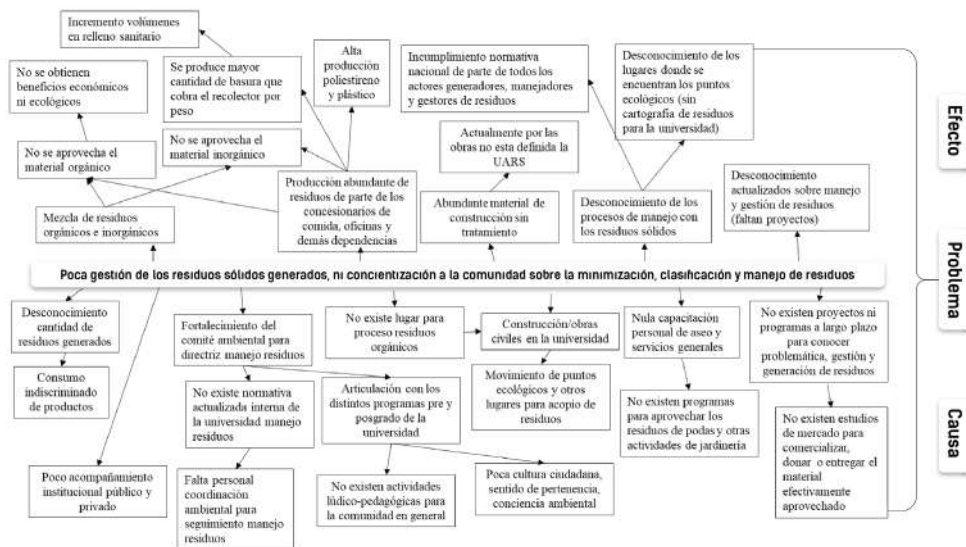 Incremento volúmenes
en relleno sanitario
No se obtienen
beneficios económicos
ni ecológicos
Se produce mayor
cantidad de basura que
cobra el recolector por
peso
Alta
producción
poliestireno y
plástico
Incumplimiento normativa
nacional de parte de todos los
actores generadores, manejadores
y gestores de residuos
Desconocimiento de los
lugares donde se
encuentran los puntos
ecológicos (sin
cartografía de residuos
para la universidad)
Efecto
No se aprovecha el
material orgánico
No se aprovecha el
material inorgánico
Actualmente por las
obras no esta definida la
UARS
Desconocimiento
actualizados sobre manejo
y gestión de residuos
(faltan proyectos)
Mezcla de residuos
orgánicos e inorgánicos
Producción abundante de
residuos de parte de los
concesionarios de
comida, oficinas y
demás dependencias
Abundante material de
construcción sin
tratamiento
Desconocimiento de los
procesos de manejo con
los residuos sólidos
Poca gestión de los residuos sólidos generados, ni concientización a la comunidad sobre la minimización, clasificación y manejo de residuos
Problema
Desconocimiento
cantidad de
residuos generados
Fortalecimiento del
comité ambiental para
directriz manejo residuos
No existe lugar para
proceso residuos
orgánicos
Construcción/obras
civiles en la universidad
Nula capacitación
personal de aseo y
servicios generales
No existen proyectos ni
programas a largo plazo
para conocer
problemática, gestión y
generación de residuos
Consumo
indiscriminado
de productos
No existe normativa
actualizada interna de
la universidad manejo
residuos
Articulación con los
distintos programas pre y
posgrado de la
universidad
Movimiento de puntos
ecológicos y otros
lugares para acopio de
residuos
No existen programas
para aprovechar los
residuos de podas y otras
actividades de jardinería
No existen estudios
de mercado para
comercializar,
donar o entregar el
material
efectivamente
aprovechado
Causa
Poco acompañamiento
institucional público y
privado
Falta personal
coordinación
ambiental para
seguimiento manejo
residuos
No existen actividades
lúdico-pedagógicas para
la comunidad en general
Poca cultura ciudadana,
sentido de pertenencia,
conciencia ambiental